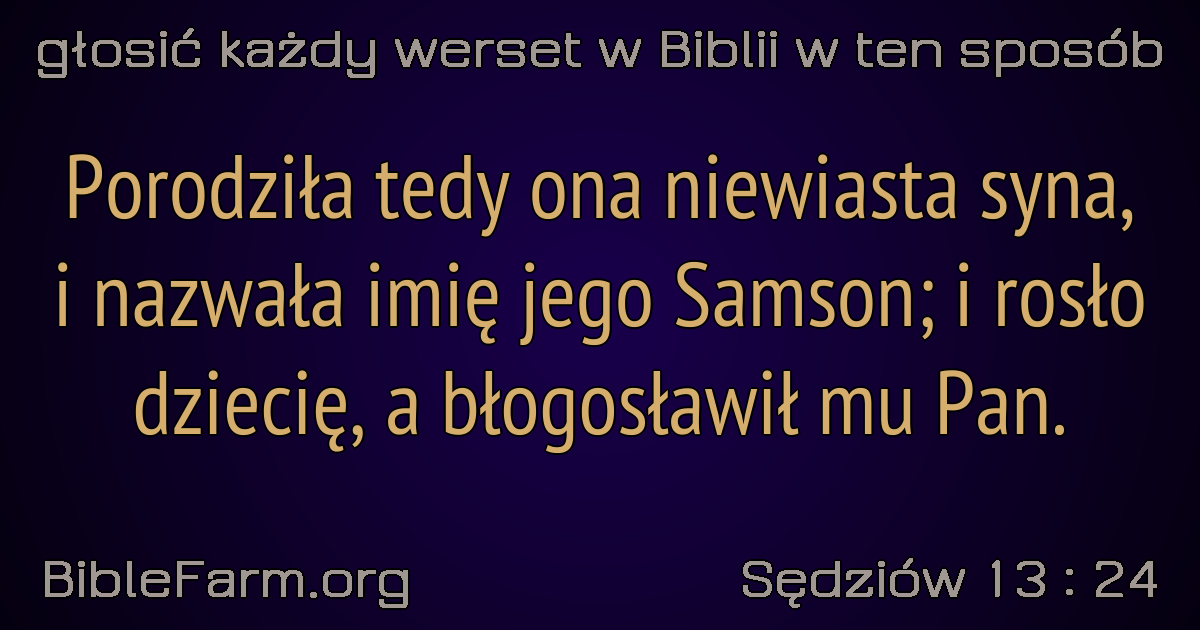 głosić każdy werset w Biblii w ten sposób
Porodziła tedy ona niewiasta syna,
i nazwała imię jego Samson; i rosło
dziecię, a błogosławił mu Pan.
BibleFarm.org
Sędziów 13 : 24